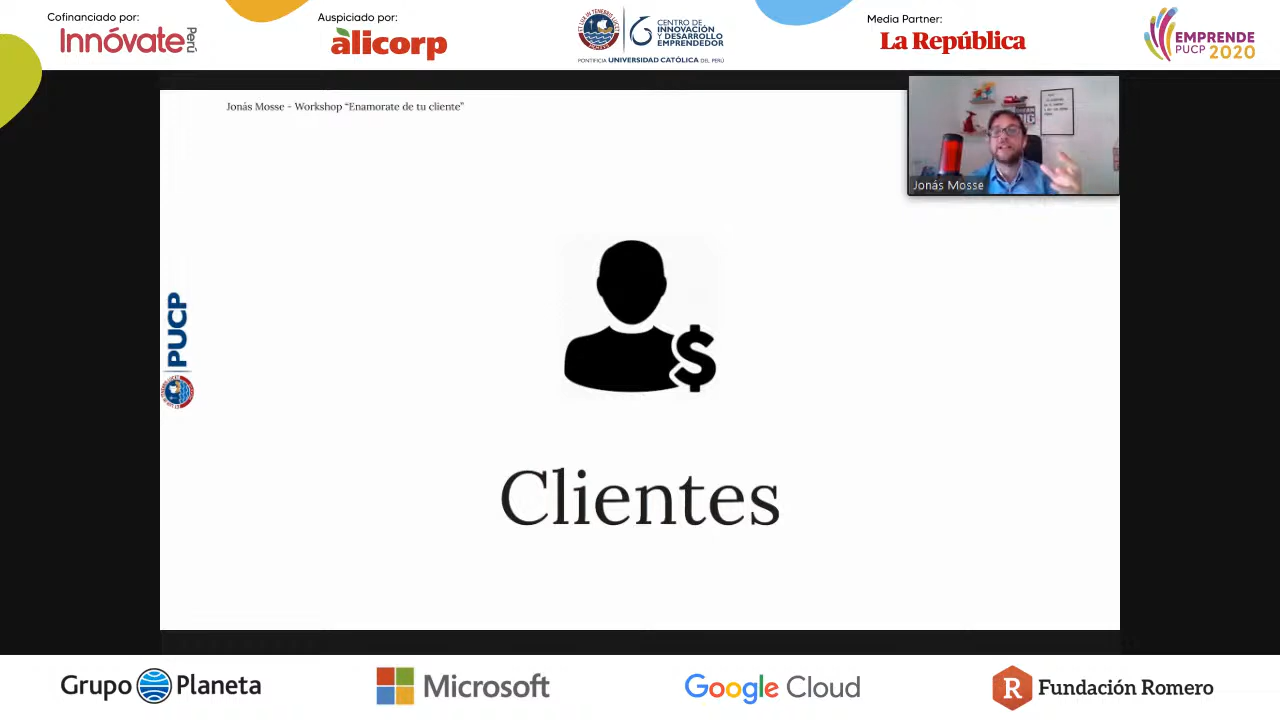 Cofinanciado por:
Innóvate Perú
Auspiciado por:
alicorp
CENTRO DE
INNOVACIÓN
Y DESARROLLO
EMPRENDEDOR
PONTIFICIA UNIVERSIDAD CATÓLICA DEL PERÚ
Media Partner:
La República
EMPRENDE
PUCP 2020
Jonás Mosse - Workshop “Enamorate de tu cliente”
Jonás Mosse
PUCP
$
Clientes
Grupo Planeta
Microsoft
Google Cloud
R Fundación Romero